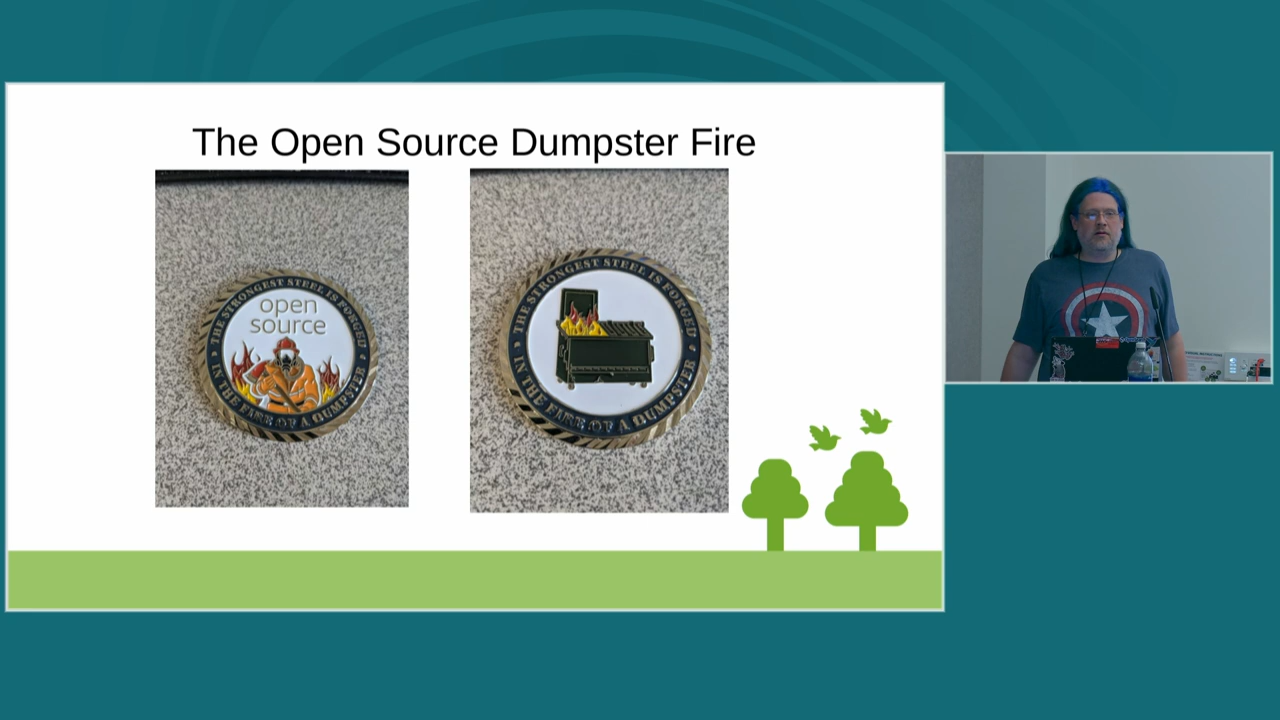 The Open Source Dumpster Fire
THE STRONGEST STEEL IS FORGED
open
source
IN THE FIRE OF A DUMPSTER
THE STRONGEST STEEL IS FORGED
IN THE FIRE OF A DUMPSTER